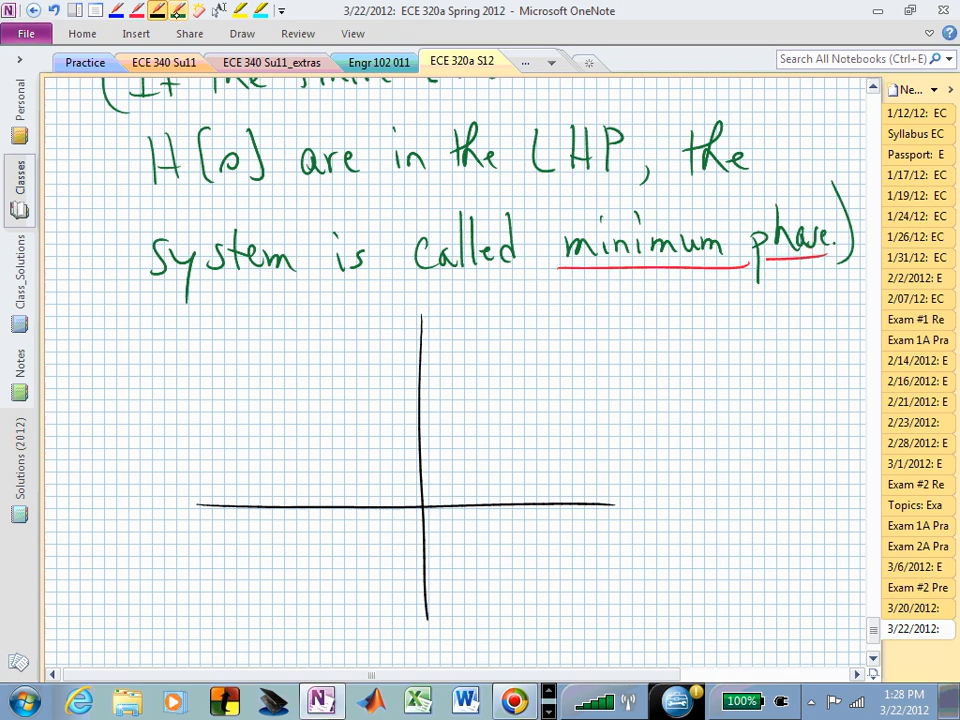 3/22/2012: ECE 320a Spring 2012 - Microsoft OneNote
File Home Insert Share Draw Review View
Practice ECE 340 Su11 ECE 340 Su11_extras Engr 102 011 ECE 320a S12 ...
Search All Notebooks (Ctrl+E)
Personal
Classes
Class_Solutions
Notes
Solutions (2012)
(If the
H(s) are in the LHP, the
system is called minimum phase.)
Ne...
1/12/12: EC
Syllabus EC
Passport: E
1/17/12: EC
1/19/12: EC
1/24/12: EC
1/26/12: EC
1/31/12: EC
2/2/2012: E
2/07/12: EC
Exam #1 Re
Exam 1A Pra
2/14/2012: E
2/16/2012: E
2/21/2012: E
2/23/2012:
2/28/2012: E
3/1/2012: E
Exam #2 Re
Topics: Exa
Exam 1A Pra
Exam 2A Pra
3/6/2012: E
Exam #2 Pre
3/20/2012:
3/22/2012:
100%
1:28 PM
3/22/2012